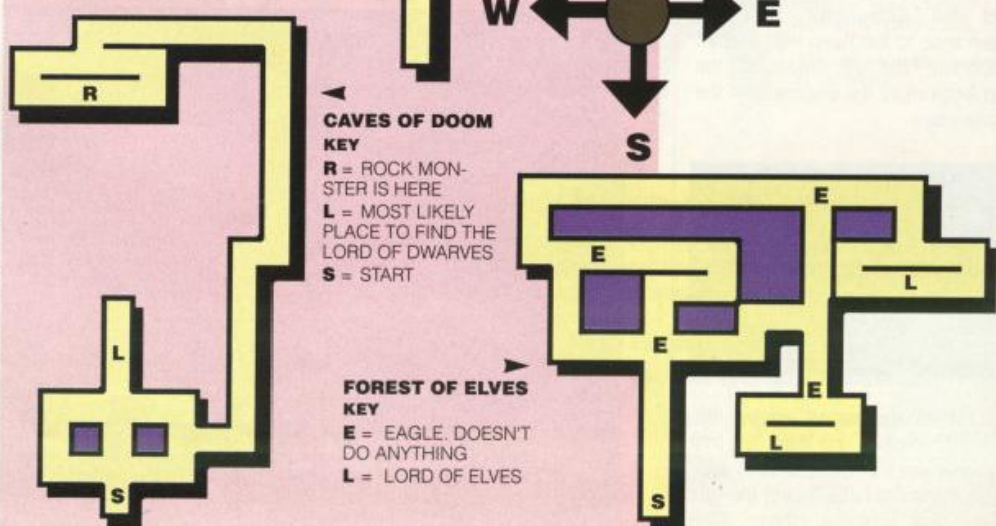 W E
S
CAVES OF DOOM
KEY
R = ROCK MON-
STER IS HERE
L = MOST LIKELY
PLACE TO FIND THE
LORD OF DWARVES
S = START
R
L
S
FOREST OF ELVES
KEY
E = EAGLE. DOESN'T
DO ANYTHING
L = LORD OF ELVES
E
E
L
E
E
L
S